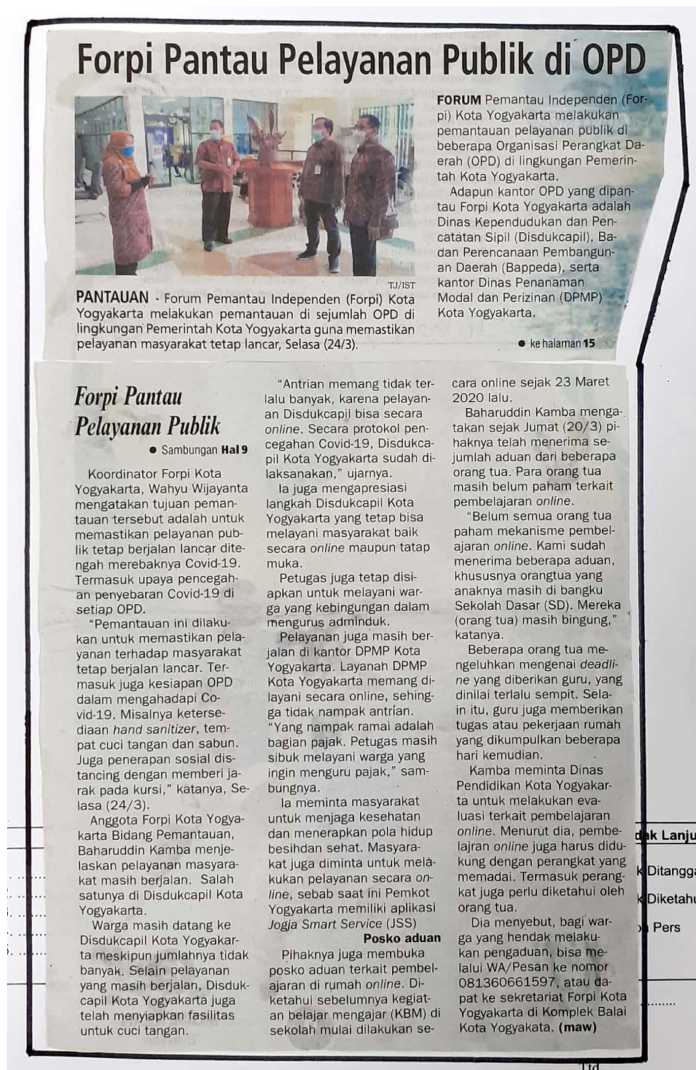 Forpi Pantau Pelayanan Publik di OPD
TJ/IST
PANTAUAN - Forum Pemantau Independen (Forpi) Kota
Yogyakarta melakukan pemantauan di sejumlah OPD di
lingkungan Pemerintah Kota Yogyakarta guna memastikan
pelayanan masyarakat tetap lancar, Selasa (24/3).
FORUM Pemantau Independen (For-
pi) Kota Yogyakarta melakukan
pemantauan pelayanan publik di
beberapa Organisasi Perangkat Da-
erah (OPD) di lingkungan Pemerin-
tah Kota Yogyakarta.
Adapun kantor OPD yang dipan-
tau Forpi Kota Yogyakarta adalah
Dinas Kependudukan dan Pen-
catatan Sipil (Disdukcapil), Ba-
dan Perencanaan Pembangun-
an Daerah (Bappeda), serta
kantor Dinas Penanaman
Modal dan Perizinan (DPMP)
Kota Yogyakarta.
● ke halaman 15
Forpi Pantau
Pelayanan Publik
● Sambungan Hal 9
Koordinator Forpi Kota
Yogyakarta, Wahyu Wijayanta
mengatakan tujuan peman-
tauan tersebut adalah untuk
memastikan pelayanan pub-
lik tetap berjalan lancar dite-
ngah merebaknya Covid-19.
Termasuk upaya pencegah-
an penyebaran Covid-19 di
setiap OPD.
"Pemantauan ini dilaku-
kan untuk memastikan pela-
yanan terhadap masyarakat
tetap berjalan lancar. Ter-
masuk juga kesiapan OPD
dalam mengahadapi Co-
vid-19. Misalnya keterse-
diaan hand sanitizer, tem-
pat cuci tangan dan sabun.
Juga penerapan sosial dis-
tancing dengan memberi ja-
rak pada kursi," katanya, Se-
lasa (24/3).
Anggota Forpi Kota Yogya-
karta Bidang Pemantauan,
Baharuddin Kamba menje-
laskan pelayanan masyara-
kat masih berjalan. Salah
satunya di Disdukcapil Kota
Yogyakarta.
Warga masih datang ke
Disdukcapil Kota Yogyakar-
ta meskipun jumlahnya tidak
banyak. Selain pelayanan
yang masih berjalan, Disduk-
capil Kota Yogyakarta juga
telah menyiapkan fasilitas
untuk cuci tangan.
"Antrian memang tidak ter-
lalu banyak, karena pelayan-
an Disdukcapil bisa secara
online. Secara protokol pen-
cegahan Covid-19, Disdukca-
pil Kota Yogyakarta sudah di-
laksanakan," ujarnya.
Ia juga mengapresiasi
langkah Disdukcapil Kota
Yogyakarta yang tetap bisa
melayani masyarakat baik
secara online maupun tatap
muka.
Petugas juga tetap disi-
apkan untuk melayani war-
ga yang kebingungan dalam
mengurus adminduk.
Pelayanan juga masih ber-
jalan di kantor DPMP Kota
Yogyakarta. Layanah DPMP
Kota Yogyakarta memang di-
layani secara online, sehing-
ga tidak nampak antrian.
"Yang nampak ramai adalah
bagian pajak. Petugas masih
sibuk melayani warga yang
ingin menguru pajak," sam-
bungnya.
Ia meminta masyarakat
untuk menjaga kesehatan
dan menerapkan pola hidup
besihdan sehat. Masyara-
kat juga diminta untuk mela-
kukan pelayanan secara on-
line, sebab saat ini Pemkot
Yogyakarta memiliki aplikasi
Jogja Smart Service (JSS)
Posko aduan
Pihaknya juga membuka
posko aduan terkait pembel-
ajaran di rumah online. Di-
ketahui sebelumnya kegiat-
an belajar mengajar (KBM) di
sekolah mulai dilakukan se-
cara online sejak 23 Maret
2020 lalu.
Baharuddin Kamba menga-
takan sejak Jumat (20/3) pi-
haknya telah menerima se-
jumlah aduan dari beberapa
orang tua. Para orang tua
masih belum paham terkait
pembelajaran online.
"Belum semua orang tua
paham mekanisme pembel-
ajaran online. Kami sudah
menerima beberapa aduan,
khususnya orangtua yang
anaknya masih di bangku
Sekolah Dasar (SD). Mereka
(orang tua) masih bingung,"
katanya.
Beberapa orang tua me-
ngeluhkan mengenai deadli-
ne yang diberikan guru, yang
dinilai terlalu sempit. Sela-
in itu, guru juga memberikan
tugas atau pekerjaan rumah
yang dikumpulkan beberapa
hari kemudian.
Kamba meminta Dinas
Pendidikan Kota Yogyakar-
ta untuk melakukan eva-
luasi terkait pembelajaran
online. Menurut dia, pembe-
lajran online juga harus didu-
kung dengan perangkat yang
memadai. Termasuk perang-
kat juga perlu diketahui oleh
orang tua.
Dia menyebut, bagi war-
ga yang hendak melaku-
kan pengaduan, bisa me-
lalui WA/Pesan ke nomor
081360661597, atau da-
pat ke sekretariat Forpi Kota
Yogyakarta di Komplek Balai
Kota Yogyakata. (maw)
ak Lanju
Ditangga
Diketahu
Pers
Ttd